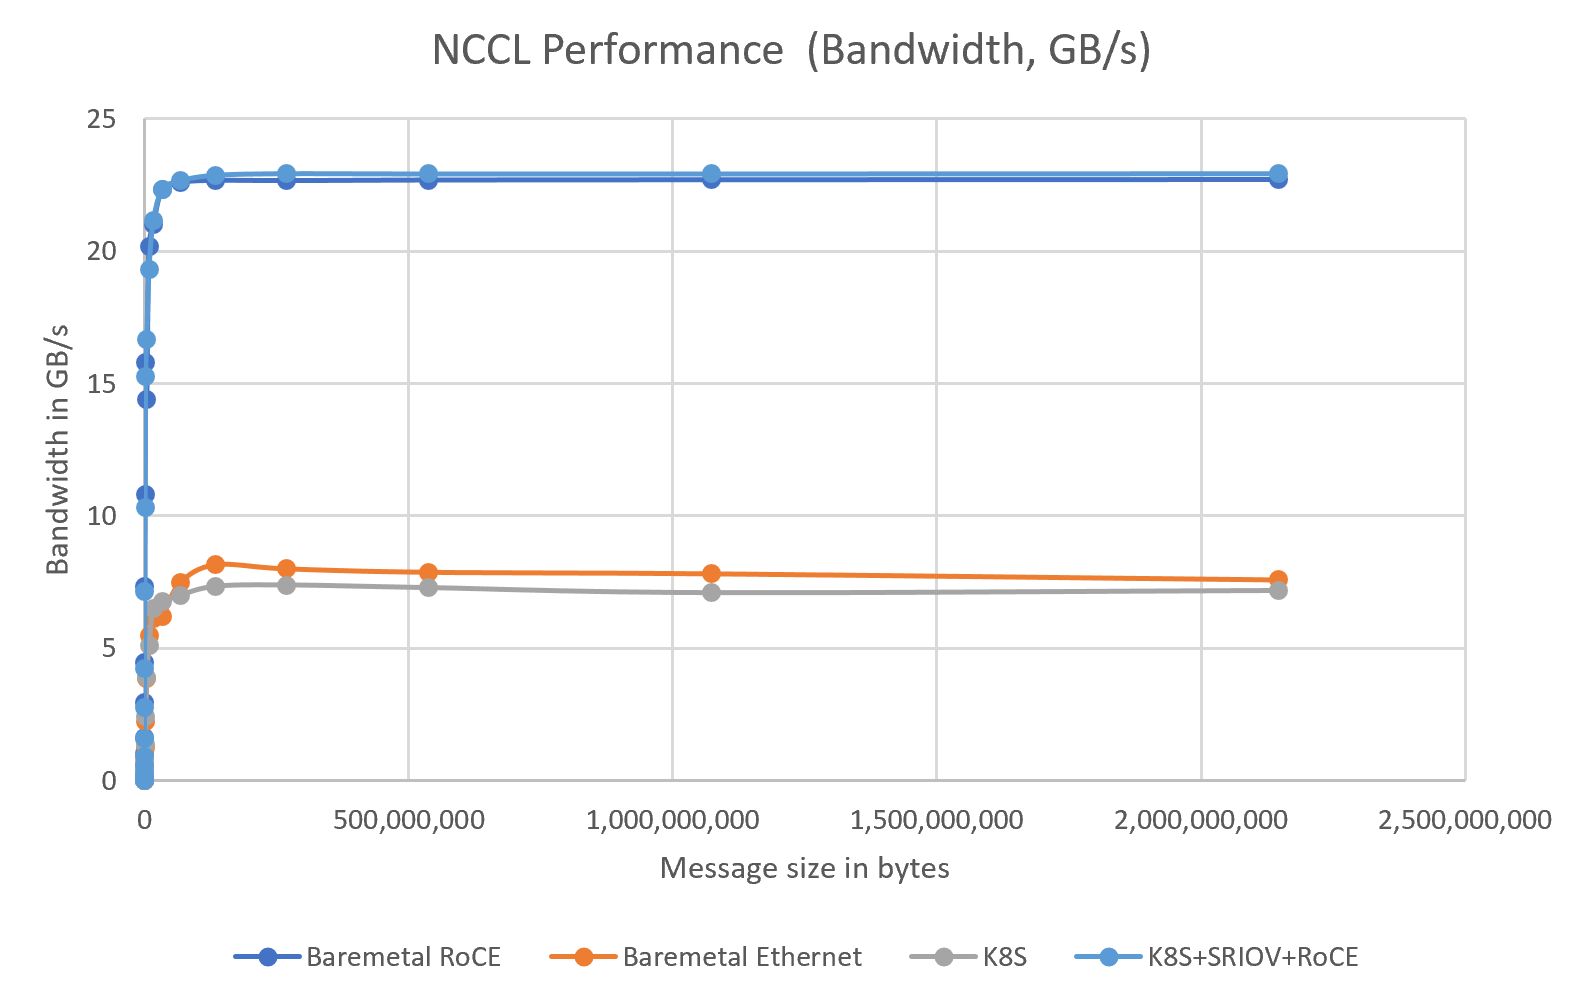 NCCL Performance  (Bandwidth, GB/s)
Bandwidth in GB/s
25
20
15
10
5
0
0 500,000,000 1,000,000,000 1,500,000,000 2,000,000,000 2,500,000,000
Message size in bytes
Baremetal RoCE Baremetal Ethernet K8S K8S+SRIOV+RoCE